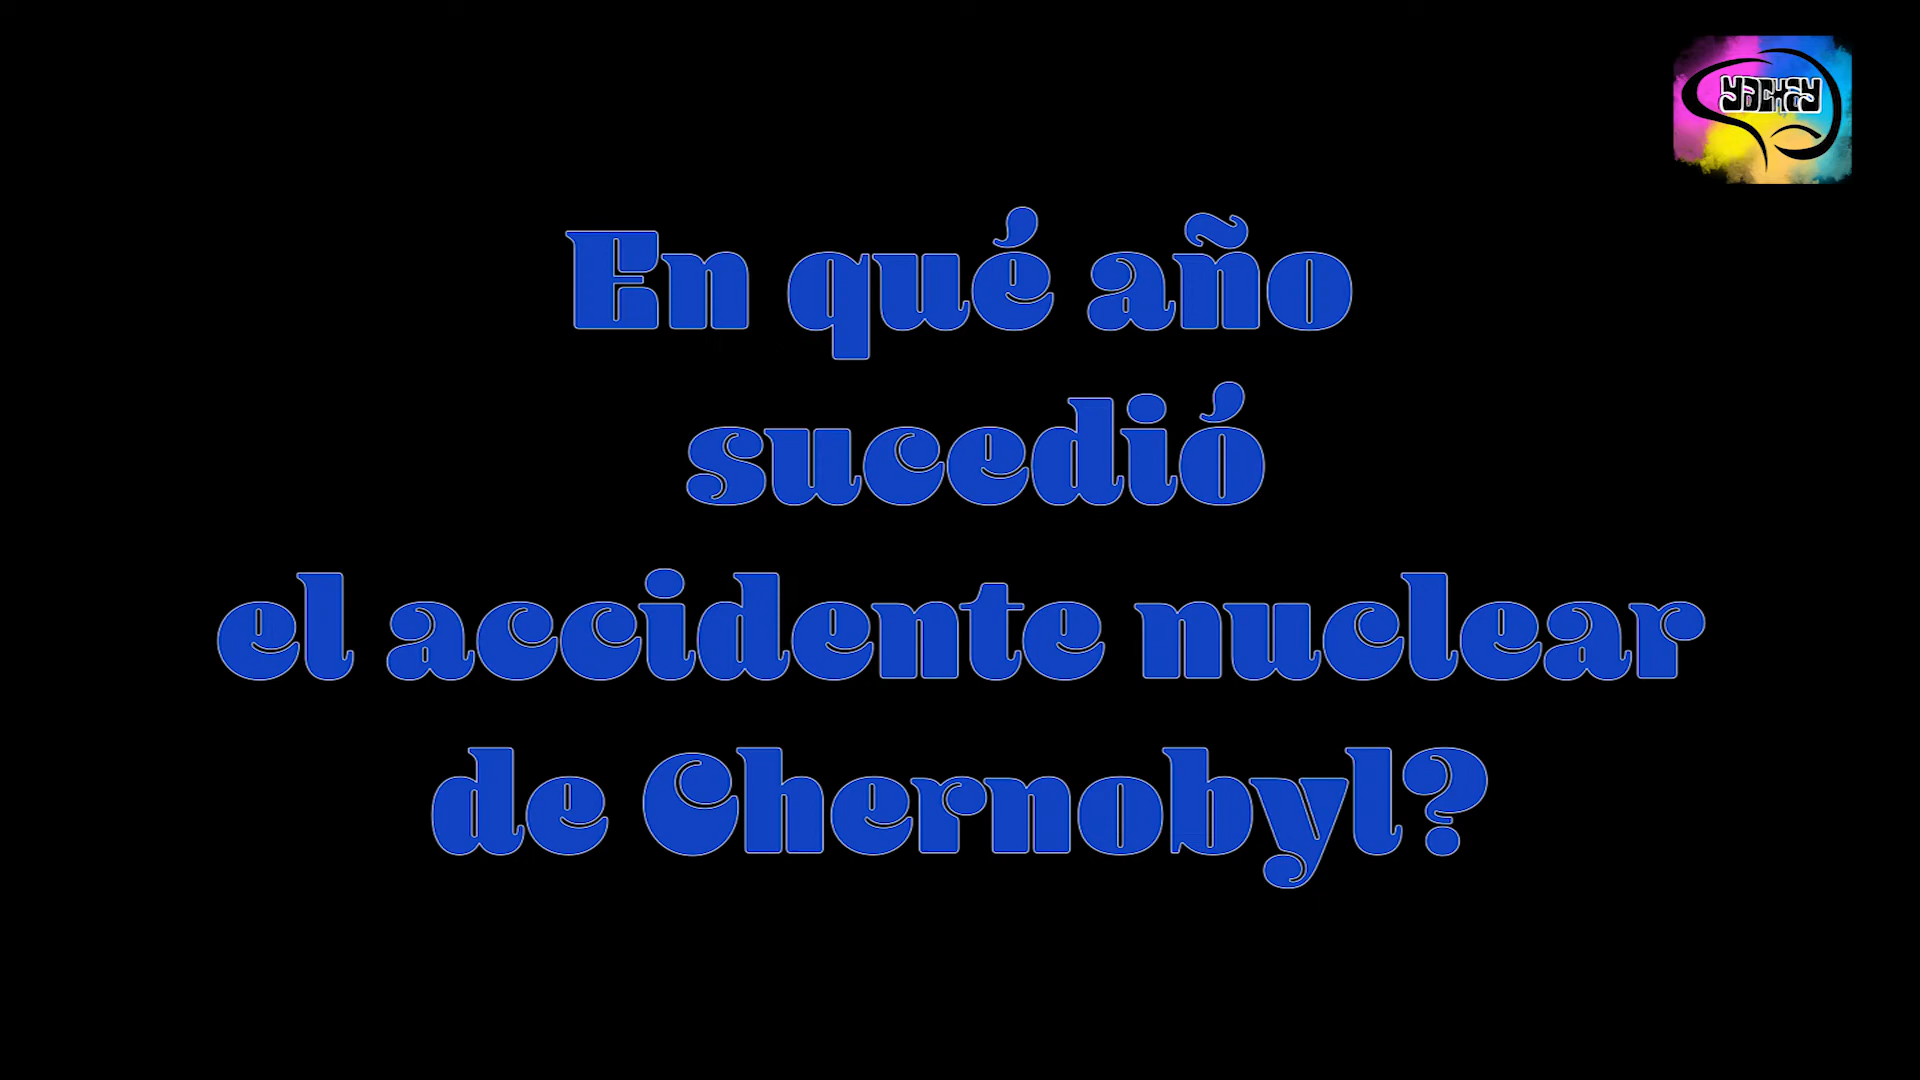 En qué año
sucedió
el accidente nuclear
de Chernobyl?